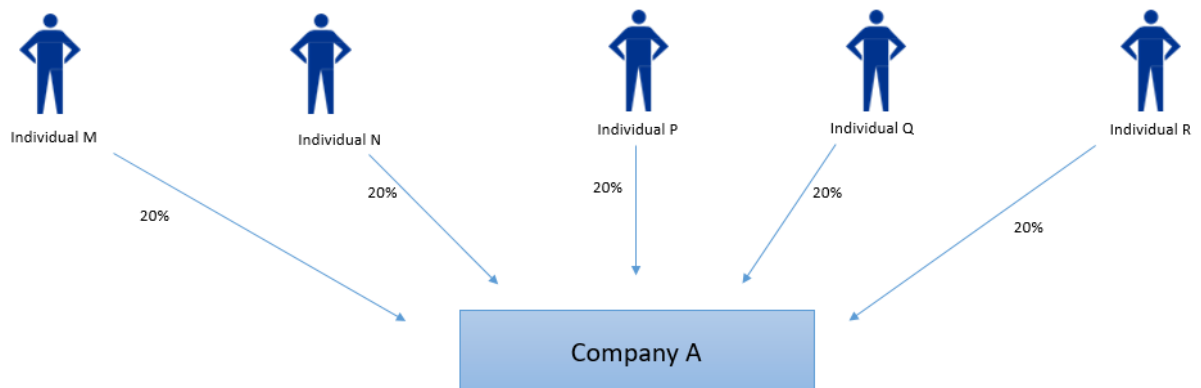 Individual M
Individual N
Individual P
Individual Q
Individual R
20%
20%
20%
20%
20%
Company A